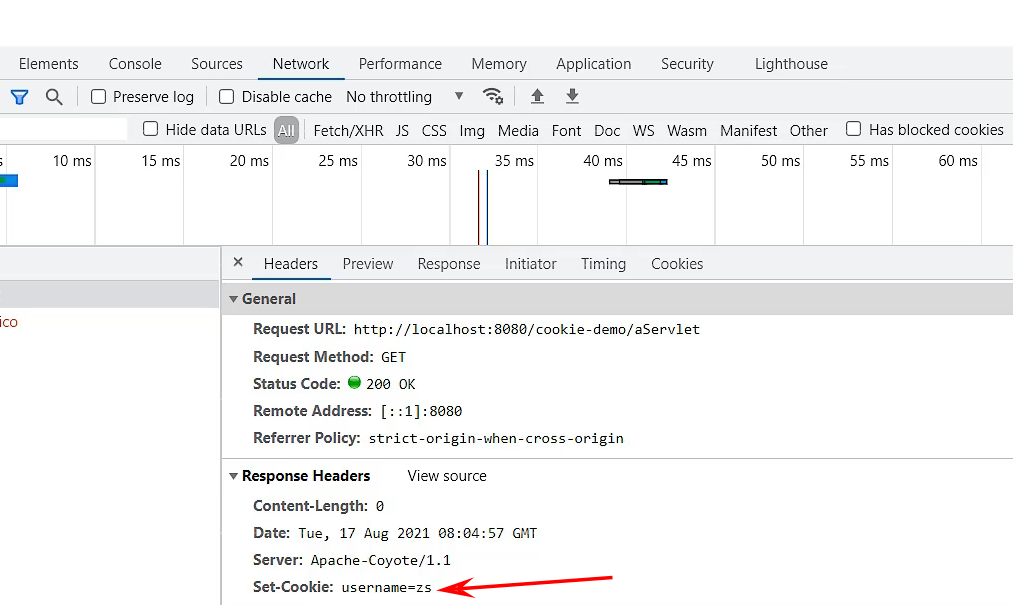 Elements Console Sources Network Performance Memory Application Security Lighthouse
Preserve log Disable cache No throttling
Hide data URLs All Fetch/XHR JS CSS Img Media Font Doc WS Wasm Manifest Other Has blocked cookies
s 10 ms 15 ms 20 ms 25 ms 30 ms 35 ms 40 ms 45 ms 50 ms 55 ms 60 ms
× Headers Preview Response Initiator Timing Cookies
General
ico
Request URL: http://localhost:8080/cookie-demo/aServlet
Request Method: GET
Status Code: 200 OK
Remote Address: [::1]:8080
Referrer Policy: strict-origin-when-cross-origin
Response Headers View source
Content-Length: 0
Date: Tue, 17 Aug 2021 08:04:57 GMT
Server: Apache-Coyote/1.1
Set-Cookie: username=zs